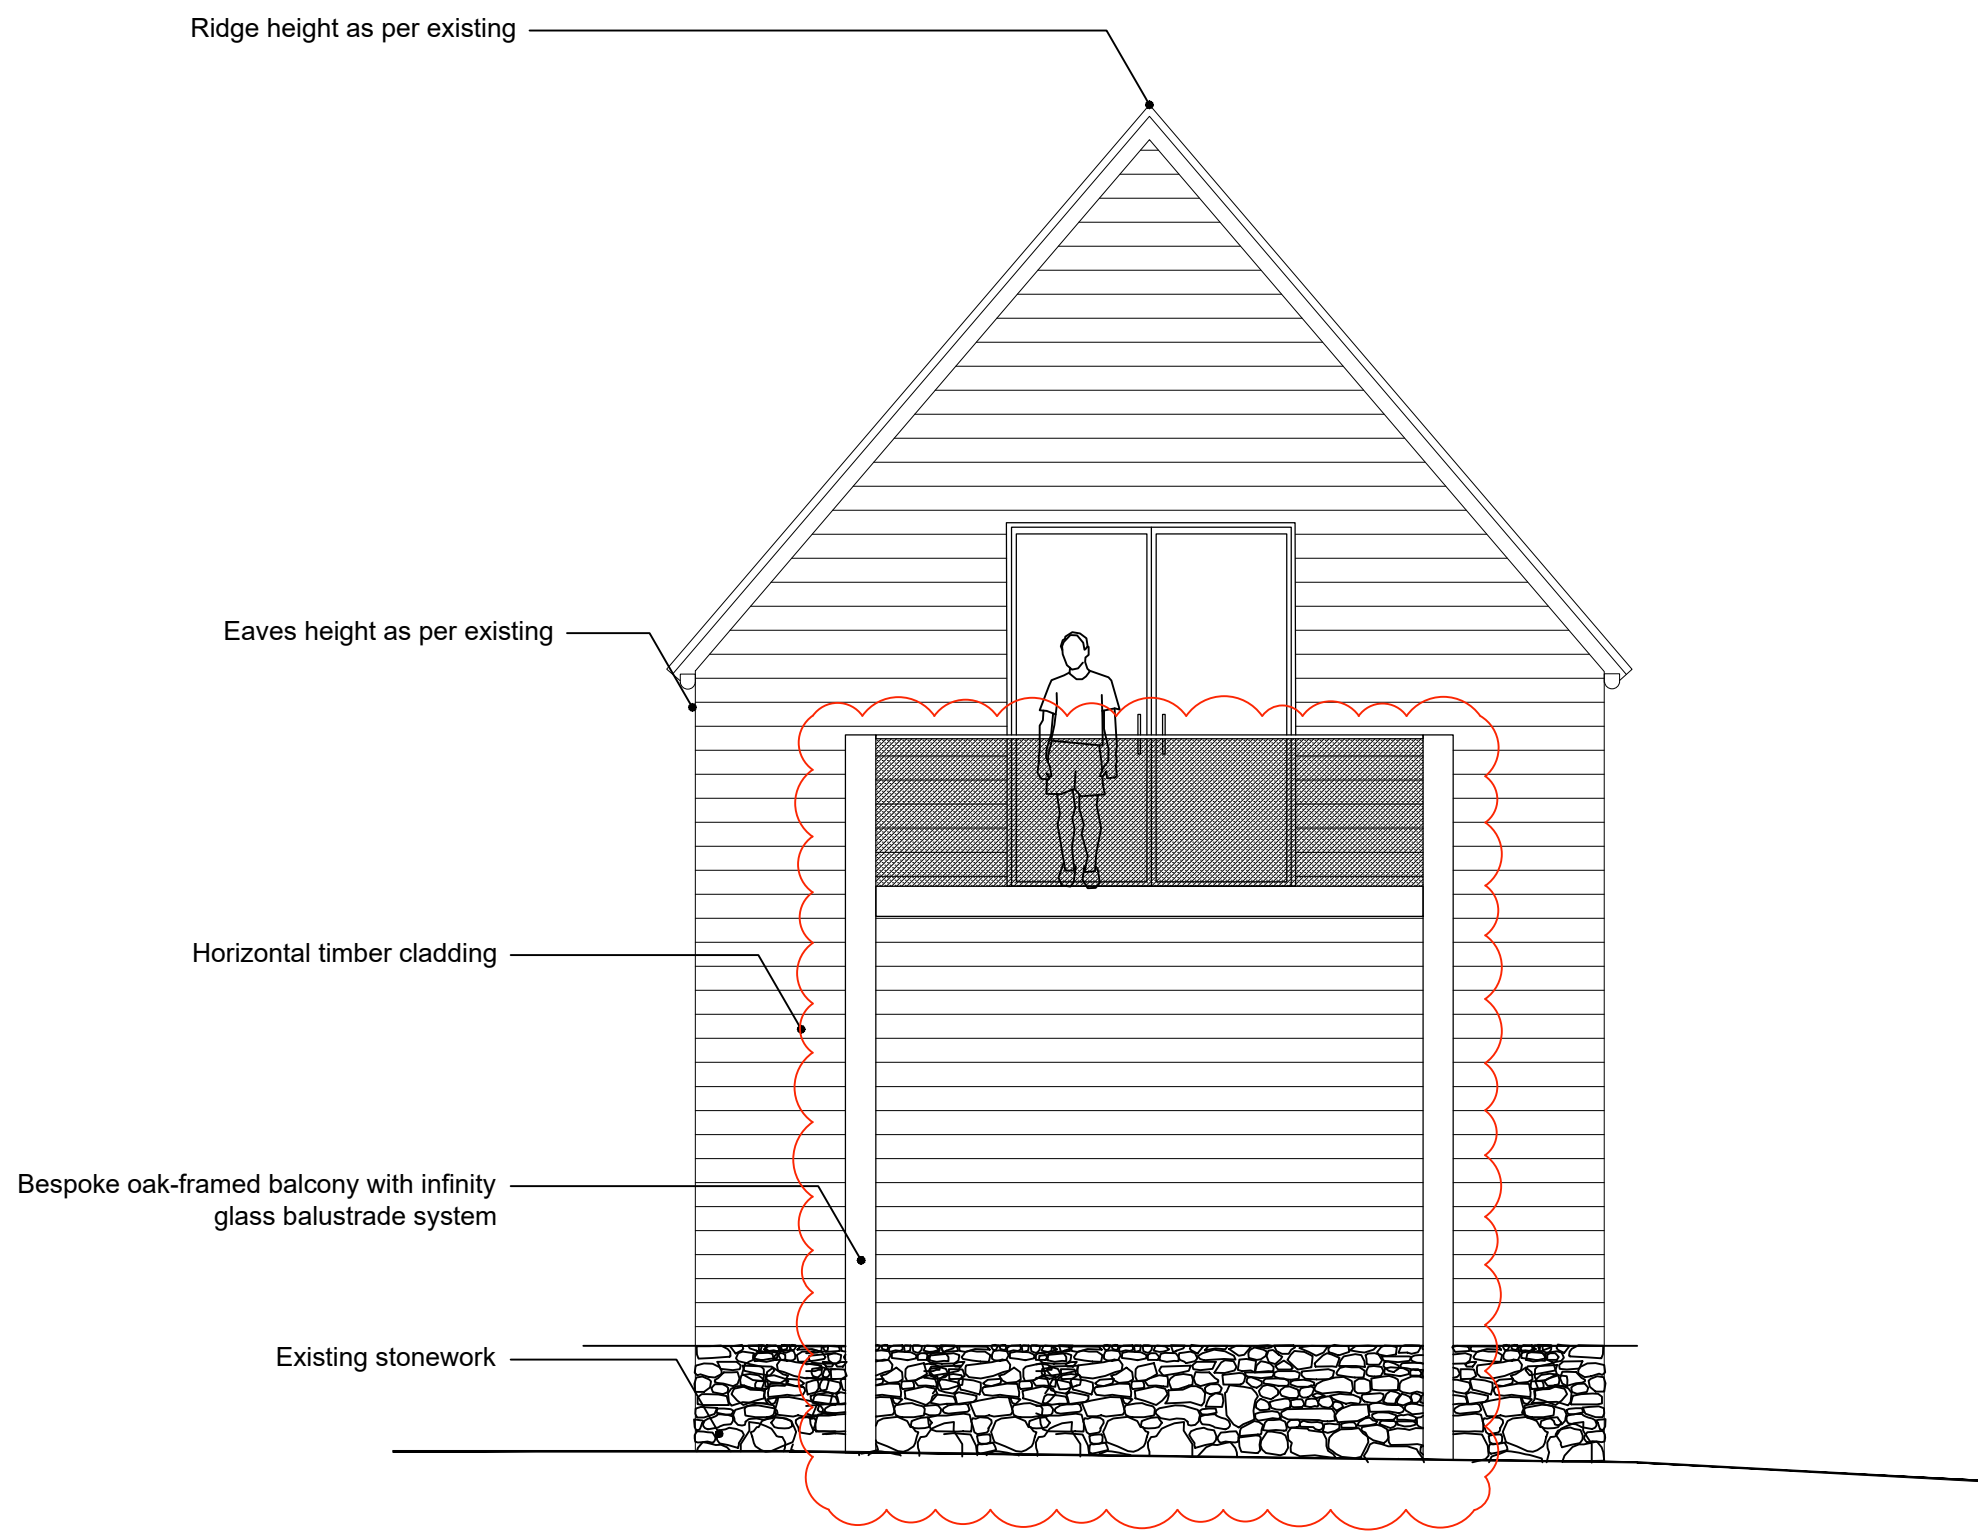 Ridge height as per existing
Eaves height as per existing
Horizontal timber cladding
Bespoke oak-framed balcony with infinity
glass balustrade system
Existing stonework